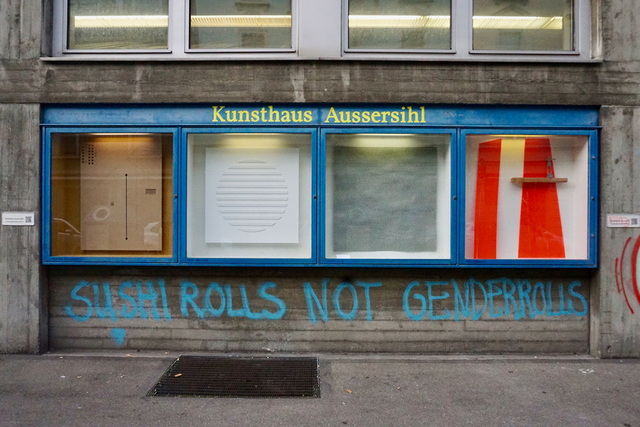 Kunsthaus Aussersihl
SUSHI ROLLS NOT GENDERROLLS